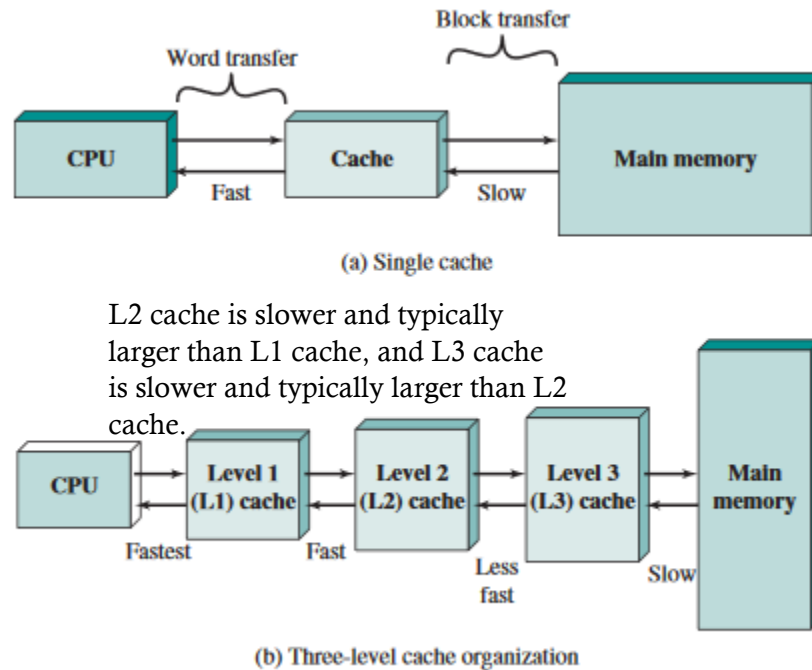 Block transfer
Word transfer
CPU
Cache
Main memory
Fast
Slow
(a) Single cache
L2 cache is slower and typically
larger than L1 cache, and L3 cache
is slower and typically larger than L2
cache.
CPU
Level 1
(L1) cache
Level 2
(L2) cache
Level 3
(L3) cache
Main
memory
Fastest
Fast
Less
fast
Slow
(b) Three-level cache organization